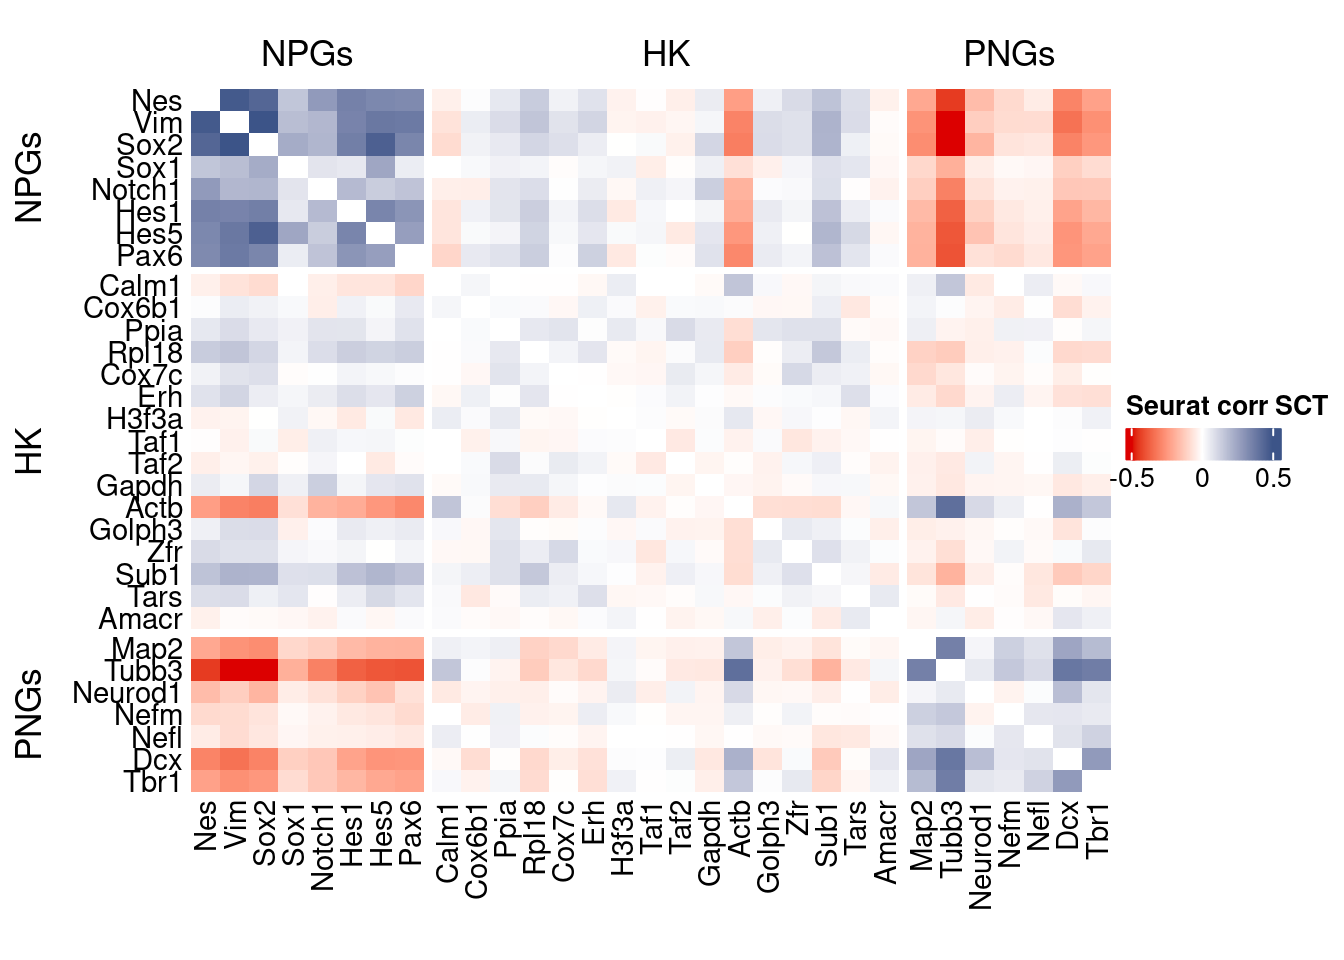 NPGs HK PNGs
NPGs
Nes
Vim
Sox2
Sox1
Notch1
Hes1
Hes5
Pax6
HK
Calm1
Cox6b1
Ppia
Rpl18
Cox7c
Erh
H3f3a
Taf1
Taf2
Gapdh
Actb
Golph3
Zfr
Sub1
Tars
Amacr
PNGs
Map2
Tubb3
Neurod1
Nefm
Nefl
Dcx
Tbr1
Nes Vim Sox2 Sox1 Notch1 Hes1 Hes5 Pax6 Calm1 Cox6b1 Ppia Rpl18 Cox7c Erh H3f3a Taf1 Taf2 Gapdh Actb Golph3 Zfr Sub1 Tars Amacr Map2 Tubb3 Neurod1 Nefm Nefl Dcx Tbr1
Seurat corr SCT
-0.5 0 0.5